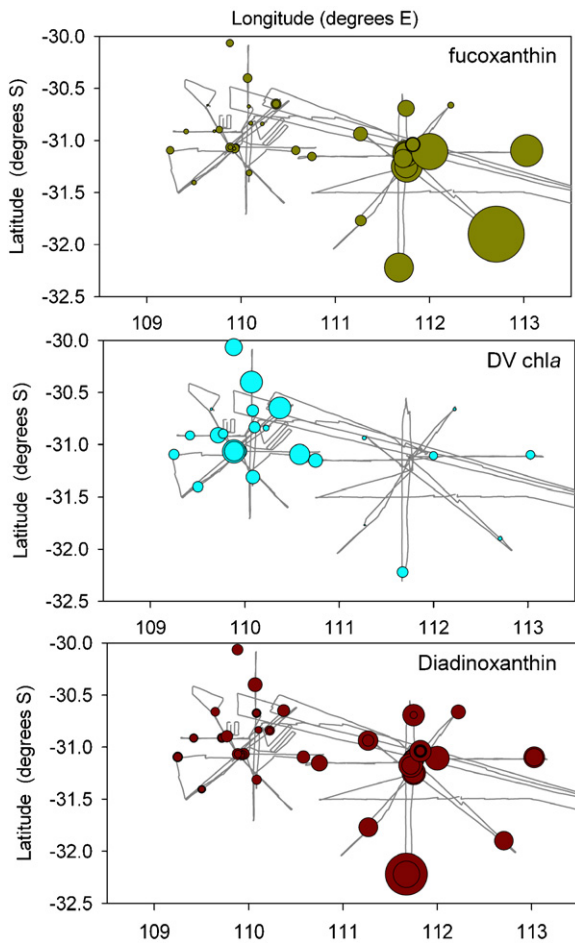 Longitude (degrees E)
-30.0
fucoxanthin
-30.5
-31.0
-31.5
-32.0
-32.5
Latitude (degrees S)
109 110 111 112 113
-30.0
DV chla
-30.5
-31.0
-31.5
-32.0
-32.5
Latitude (degrees S)
109 110 111 112 113
-30.0
Diadinoxanthin
-30.5
-31.0
-31.5
-32.0
-32.5
Latitude (degrees S)
109 110 111 112 113